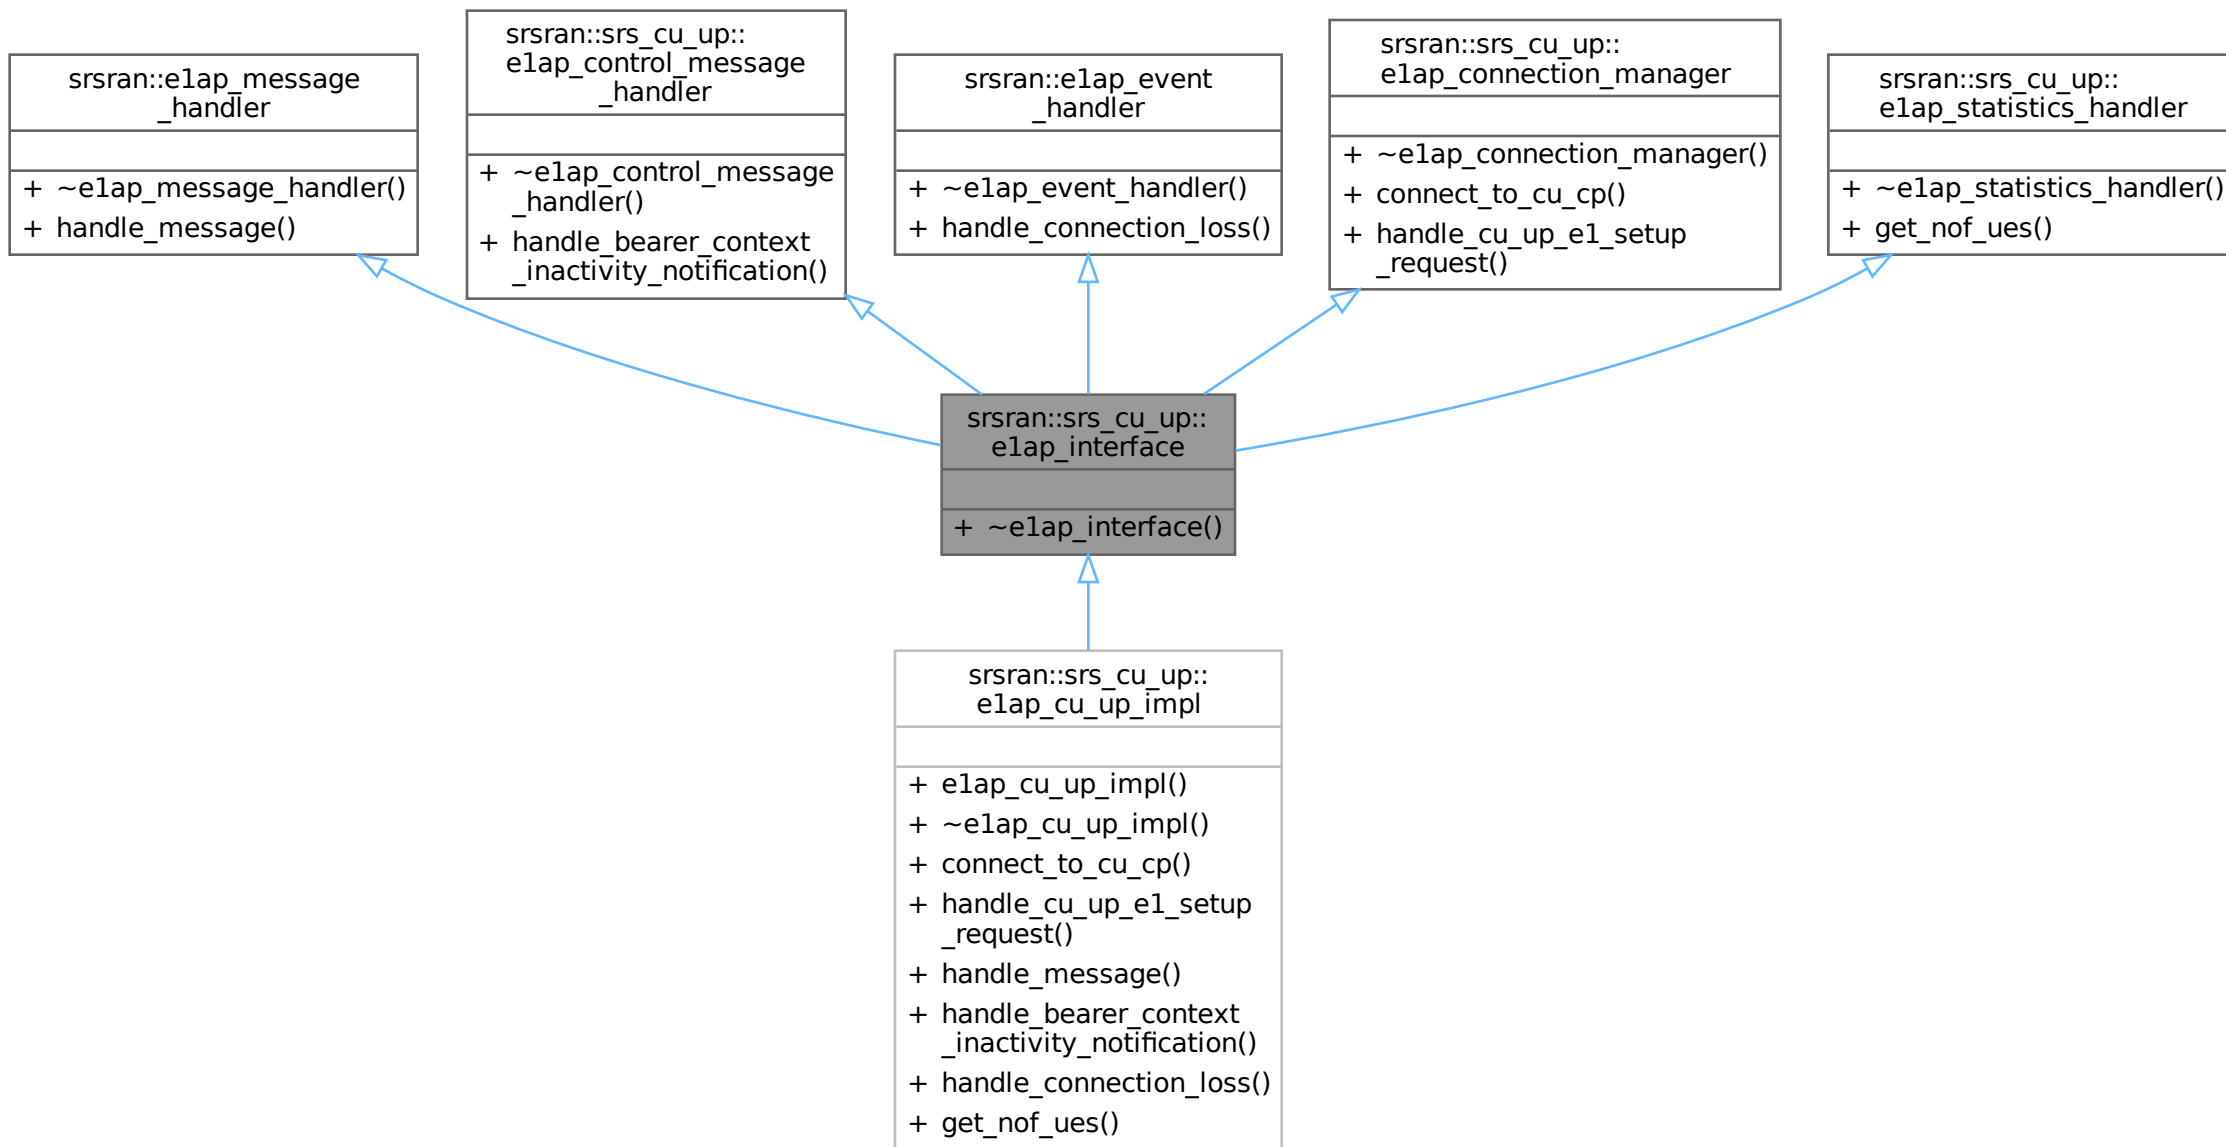 srsran::e1ap_message
_handler
+ ~e1ap_message_handler()
+ handle_message()
srsran::srs_cu_up::
e1ap_control_message
_handler
+ ~e1ap_control_message
_handler()
+ handle_bearer_context
_inactivity_notification()
srsran::e1ap_event
_handler
+ ~e1ap_event_handler()
+ handle_connection_loss()
srsran::srs_cu_up::
e1ap_connection_manager
+ ~e1ap_connection_manager()
+ connect_to_cu_cp()
+ handle_cu_up_e1_setup
_request()
srsran::srs_cu_up::
e1ap_statistics_handler
+ ~e1ap_statistics_handler()
+ get_nof_ues()
srsran::srs_cu_up::
e1ap_interface
+ ~e1ap_interface()
srsran::srs_cu_up::
e1ap_cu_up_impl
+ e1ap_cu_up_impl()
+ ~e1ap_cu_up_impl()
+ connect_to_cu_cp()
+ handle_cu_up_e1_setup
_request()
+ handle_message()
+ handle_bearer_context
_inactivity_notification()
+ handle_connection_loss()
+ get_nof_ues()